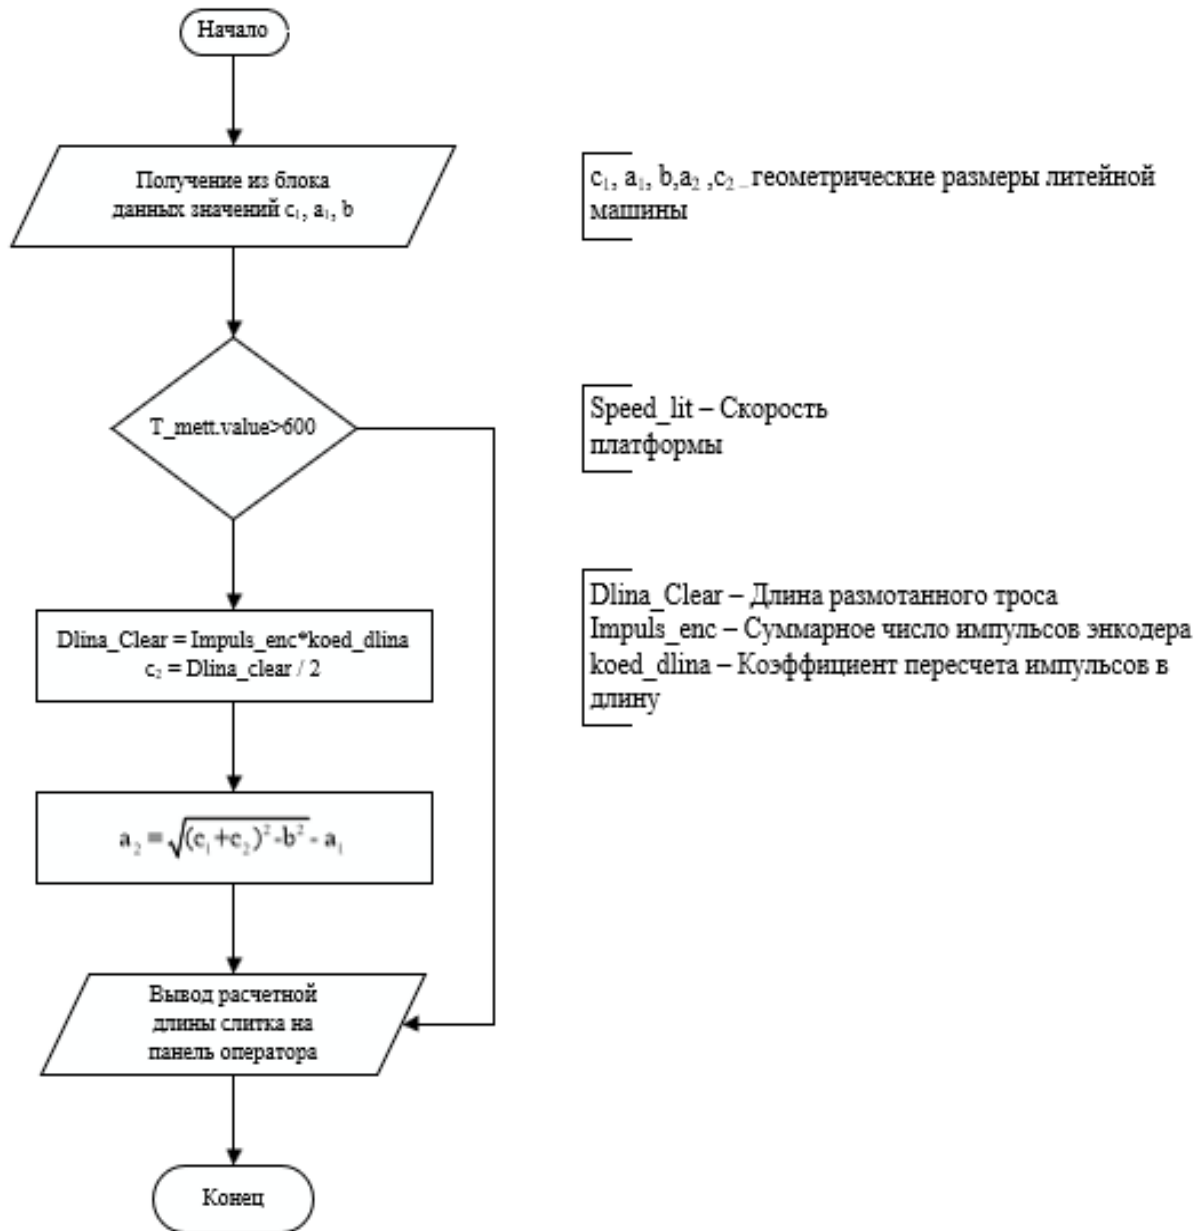 Начало
Получение из блока
данных значений c₁, a₁, b
c₁, a₁, b,a₂ ,c₂ – геометрические размеры литейной
машины
T_mett.value>600
Speed_lit – Скорость
платформы
Dlina_Clear = Impuls_enc*koed_dlina
c₂ = Dlina_clear / 2
Dlina_Clear – Длина размотанного троса
Impuls_enc – Суммарное число импульсов энкодера
koed_dlina – Коэффициент пересчета импульсов в
длину
a₂ = √(c₁+c₂)²-b² - a₁
Вывод расчетной
длины слитка на
панель оператора
Конец